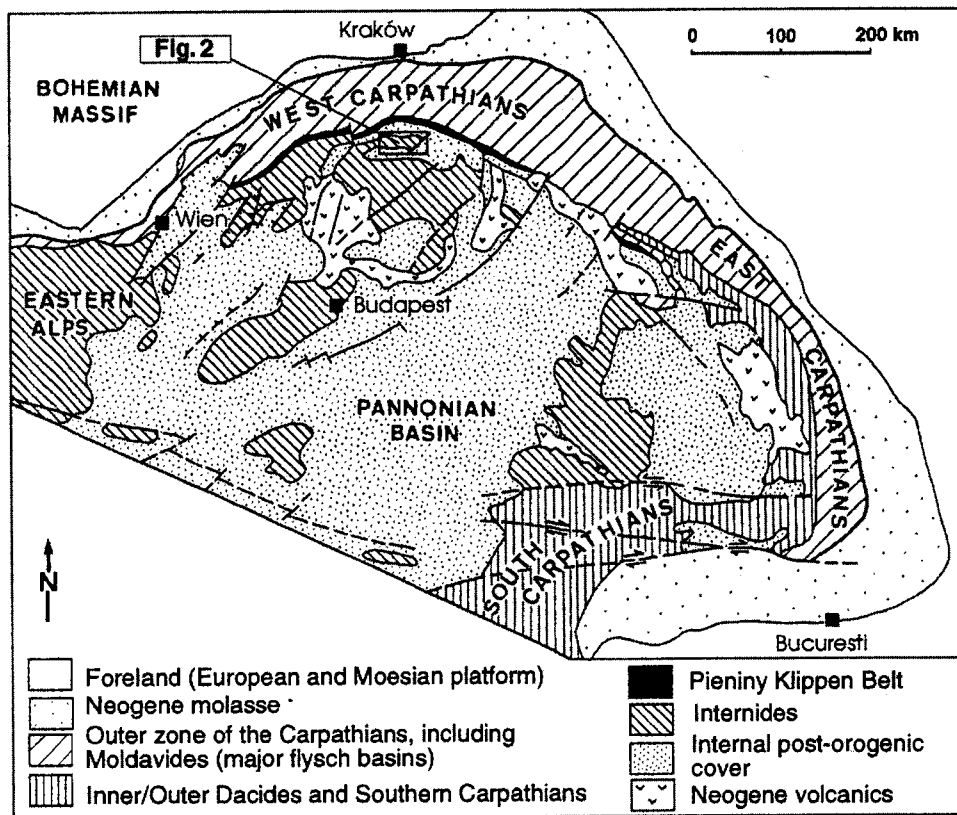 Kraków
0 100 200 km
Fig. 2
BOHEMIAN
MASSIF
WEST CARPATHIANS
Wien
EASTERN
ALPS
Budapest
EAST
CARPATHIANS
PANNONIAN
BASIN
SOUTH
CARPATHIANS
N
Bucuresti
Foreland (European and Moesian platform)
Neogene molasse
Outer zone of the Carpathians, including
Moldavides (major flysch basins)
Inner/Outer Dacides and Southern Carpathians
Pieniny Klippen Belt
Internides
Internal post-orogenic
cover
Neogene volcanics